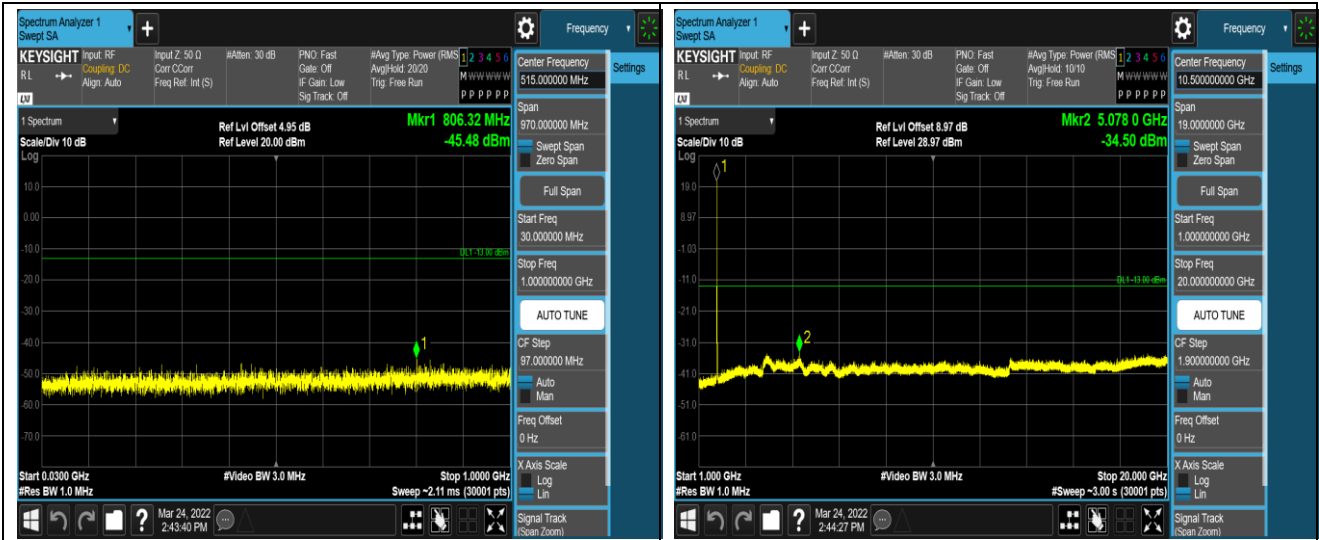 Spectrum Analyzer 1
Swept SA
+
Frequency
KEYSIGHT
Input: RF
Input Z: 50 Ω
#Atten: 30 dB
PNO: Fast
#Avg Type: Power (RMS
1 2 3 4 5 6
RL
Coupling: DC
Corr CCorr
Gate: Off
Avg|Hold: 20/20
M W W W W W
Align: Auto
Freq Ref: Int (S)
IF Gain: Low
Trig: Free Run
Sig Track: Off
P P P P P P
LXI
1 Spectrum
Ref Lvl Offset 4.95 dB
Mkr1 806.32 MHz
Scale/Div 10 dB
Ref Level 20.00 dBm
-45.48 dBm
Log
10.0
0.00
-10.0
DL1 -13.00 dBm
-20.0
-30.0
-40.0
1
-50.0
-60.0
-70.0
Start 0.0300 GHz
#Video BW 3.0 MHz
Stop 1.0000 GHz
#Res BW 1.0 MHz
Sweep ~2.11 ms (30001 pts)
?
Mar 24, 2022
2:43:40 PM
Center Frequency
515.000000 MHz
Settings
Span
970.000000 MHz
Swept Span
Zero Span
Full Span
Start Freq
30.000000 MHz
Stop Freq
1.000000000 GHz
AUTO TUNE
CF Step
97.000000 MHz
Auto
Man
Freq Offset
0 Hz
X Axis Scale
Log
Lin
Signal Track
(Span Zoom)
Spectrum Analyzer 1
Swept SA
+
Frequency
KEYSIGHT
Input: RF
Input Z: 50 Ω
#Atten: 30 dB
PNO: Fast
#Avg Type: Power (RMS
1 2 3 4 5 6
RL
Coupling: DC
Corr CCorr
Gate: Off
Avg|Hold: 10/10
M W W W W W
Align: Auto
Freq Ref: Int (S)
IF Gain: Low
Trig: Free Run
Sig Track: Off
P P P P P P
LXI
1 Spectrum
Ref Lvl Offset 8.97 dB
Mkr2 5.078 0 GHz
Scale/Div 10 dB
Ref Level 28.97 dBm
-34.50 dBm
Log
1
19.0
8.97
-1.03
-11.0
DL1 -13.00 dBm
-21.0
-31.0
2
-41.0
-51.0
-61.0
Start 1.000 GHz
#Video BW 3.0 MHz
Stop 20.000 GHz
#Res BW 1.0 MHz
#Sweep ~3.00 s (30001 pts)
?
Mar 24, 2022
2:44:27 PM
Center Frequency
10.500000000 GHz
Settings
Span
19.0000000 GHz
Swept Span
Zero Span
Full Span
Start Freq
1.000000000 GHz
Stop Freq
20.000000000 GHz
AUTO TUNE
CF Step
1.900000000 GHz
Auto
Man
Freq Offset
0 Hz
X Axis Scale
Log
Lin
Signal Track
(Span Zoom)